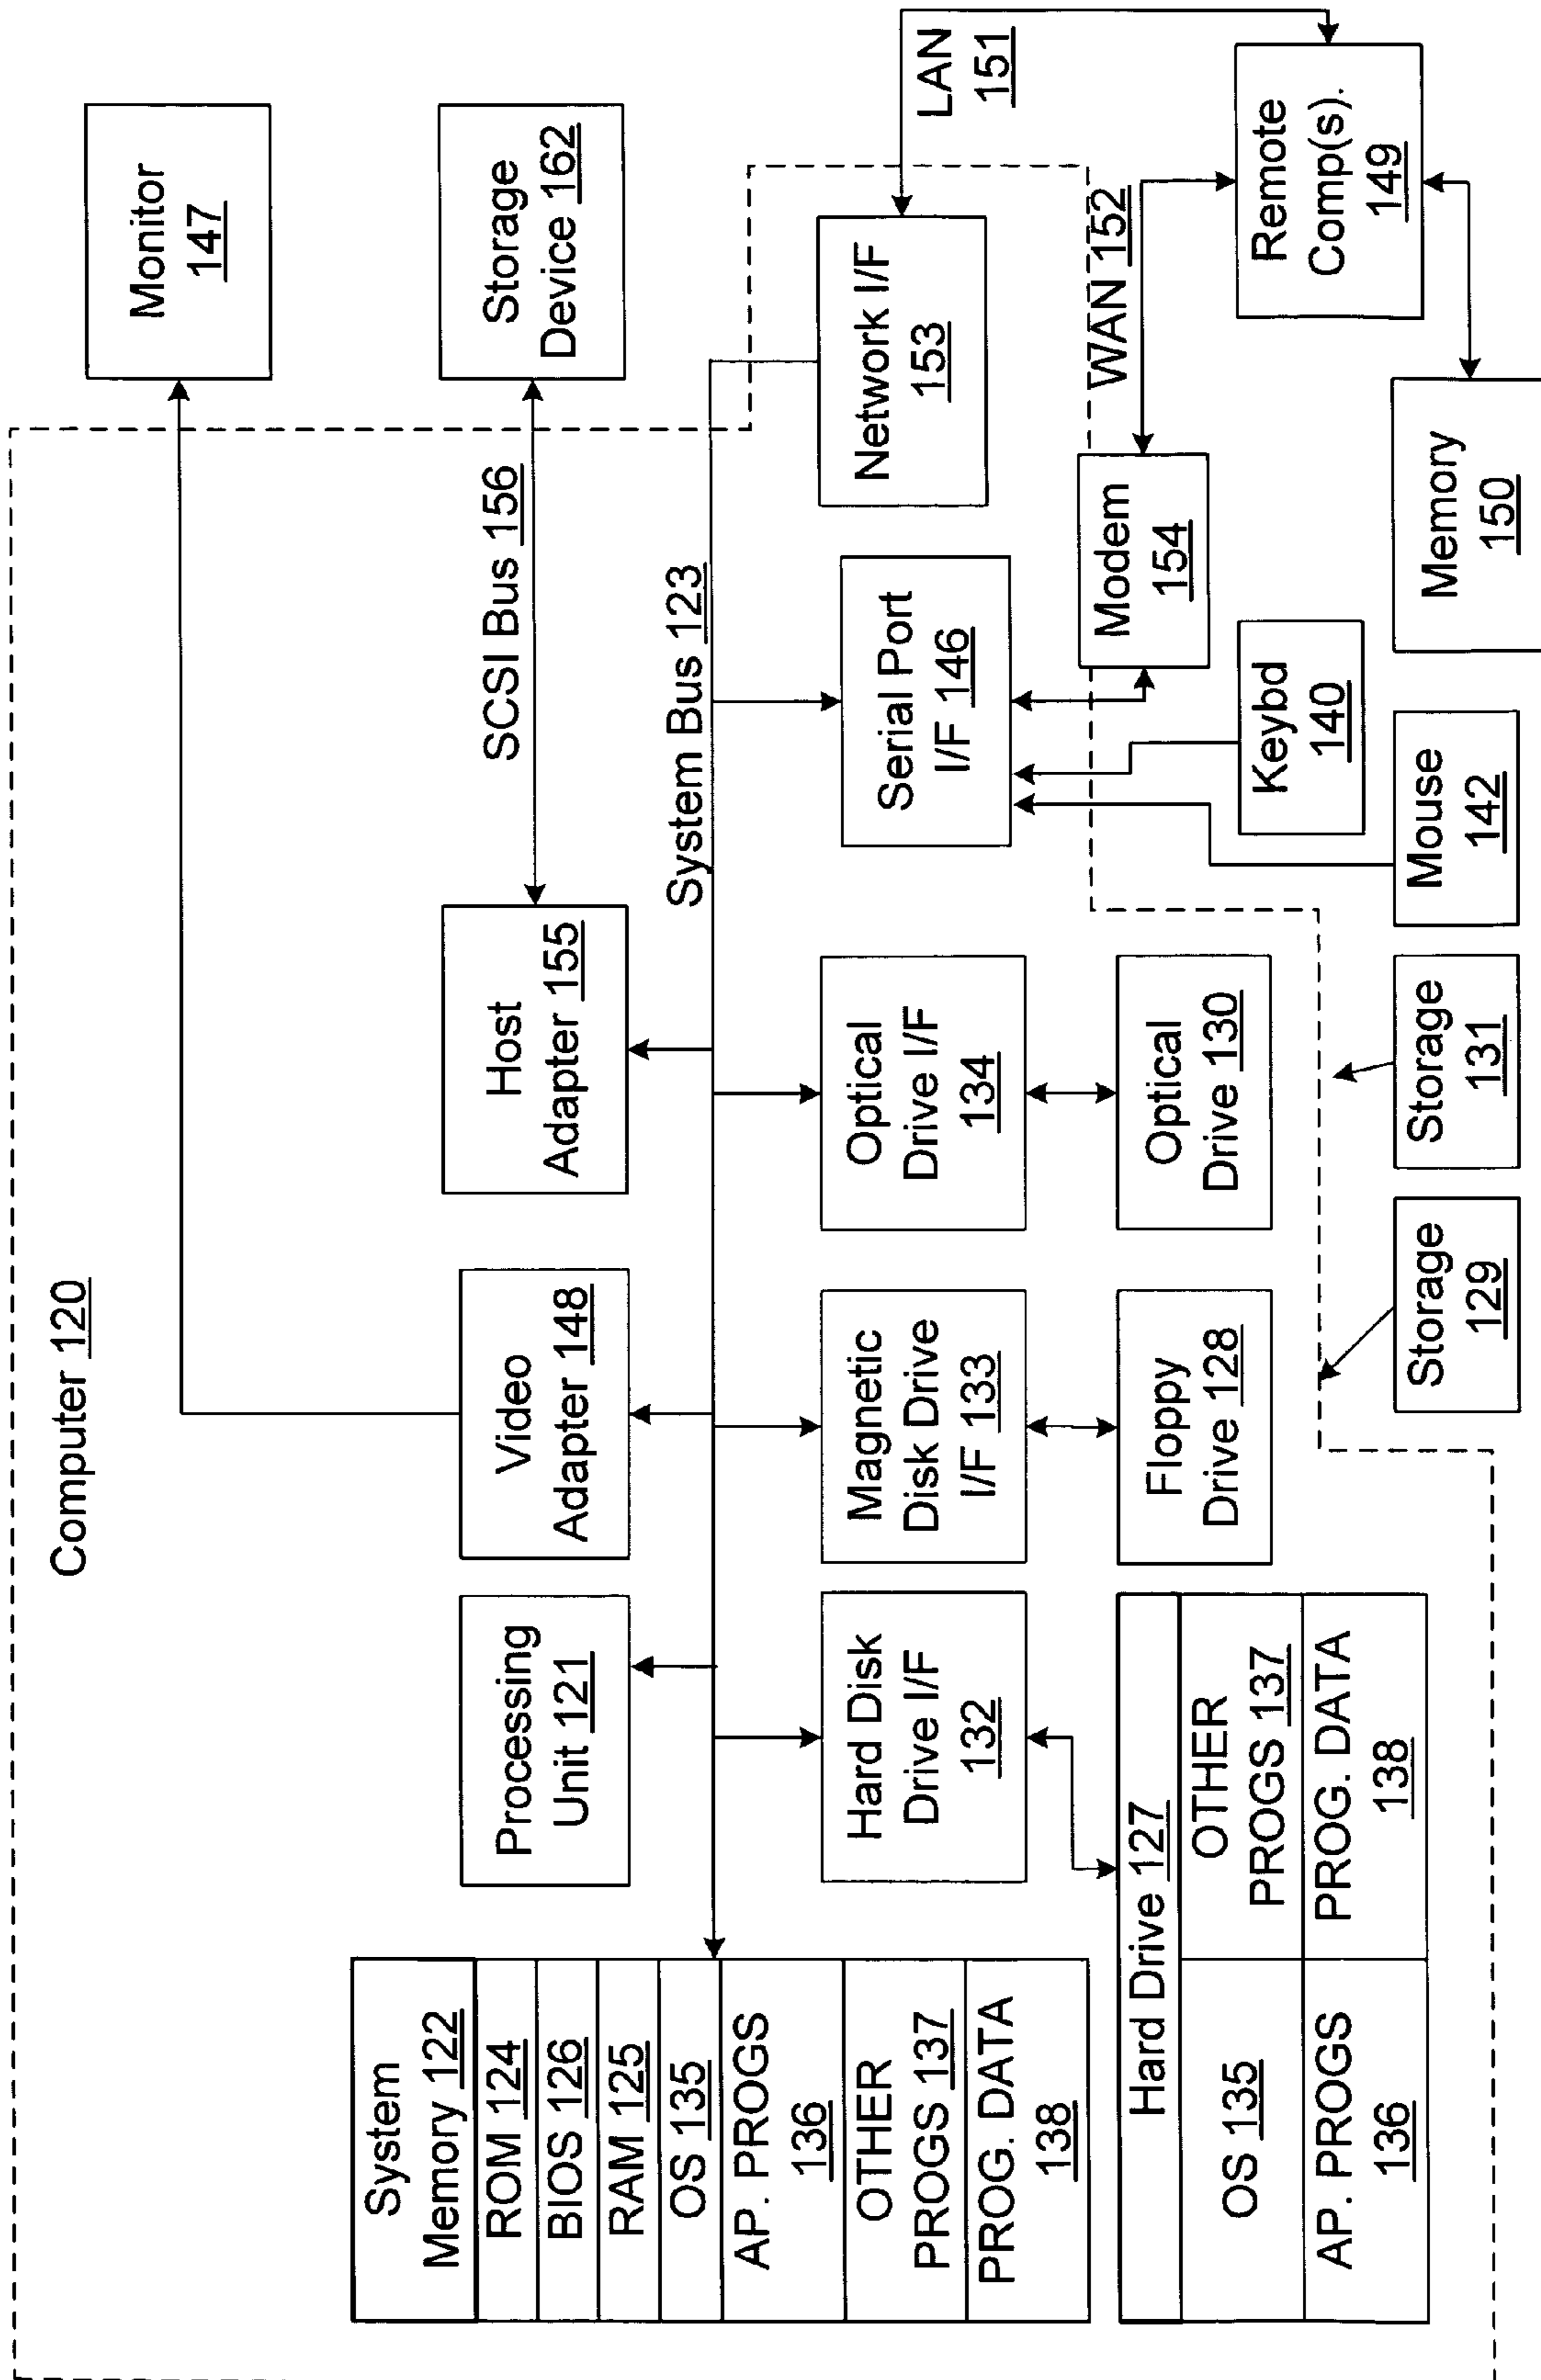 Computer 120
Monitor
147
System
Memory 122
ROM 124
BIOS 126
RAM 125
OS 135
AP. PROGS
136
OTHER
PROGS 137
PROG. DATA
138
Processing
Unit 121
Video
Adapter 148
Host
Adapter 155
SCSI Bus 156
Storage
Device 162
System Bus 123
Hard Disk
Drive I/F
132
Magnetic
Disk Drive
I/F 133
Optical
Drive I/F
134
Serial Port
I/F 146
Network I/F
153
LAN
151
Hard Drive 127
OS 135
OTHER
PROGS 137
AP. PROGS
136
PROG. DATA
138
Floppy
Drive 128
Optical
Drive 130
Modem
154
WAN 152
Remote
Comp(s).
149
Keybd
140
Storage
129
Storage
131
Mouse
142
Memory
150